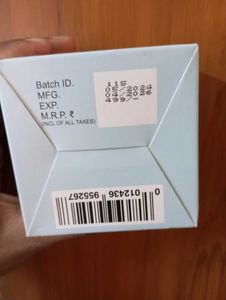 Batch ID.
MFG.
EXP.
M.R.P. ₹
(INCL OF ALL TAXES)
0 012436 955267